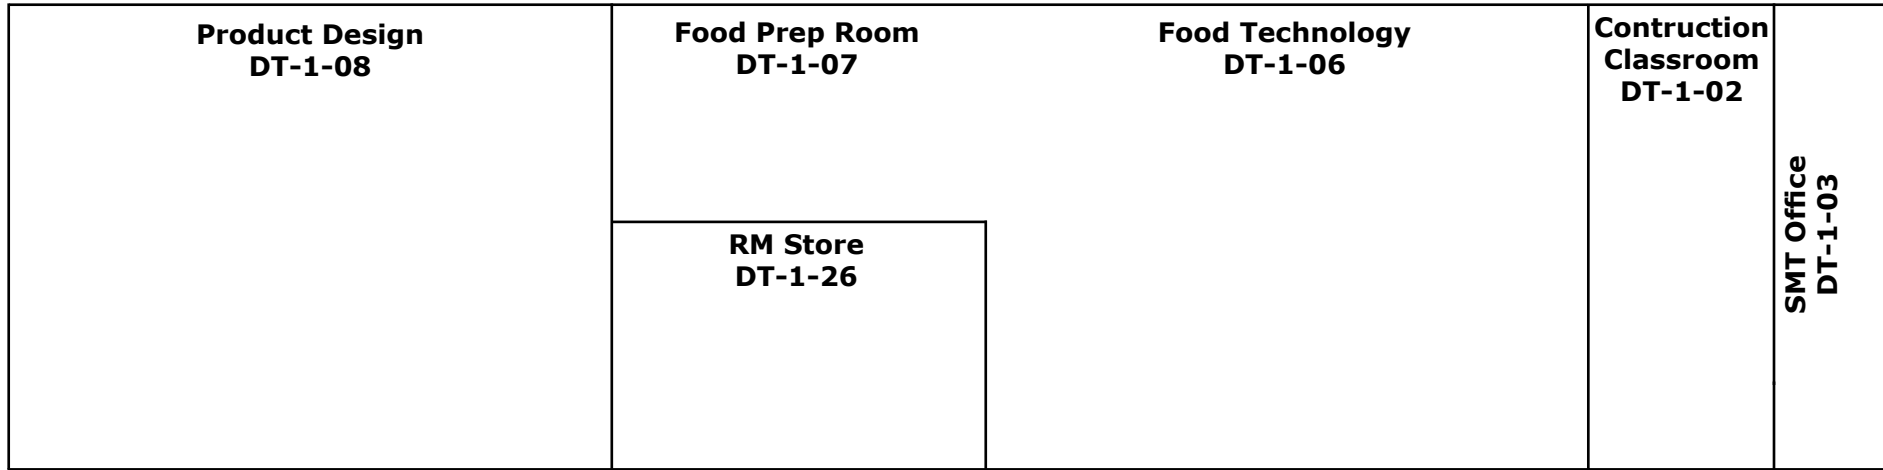 Product Design
DT-1-08
Food Prep Room
DT-1-07
Food Technology
DT-1-06
Contruction
Classroom
DT-1-02
SMT Office
DT-1-03
RM Store
DT-1-26